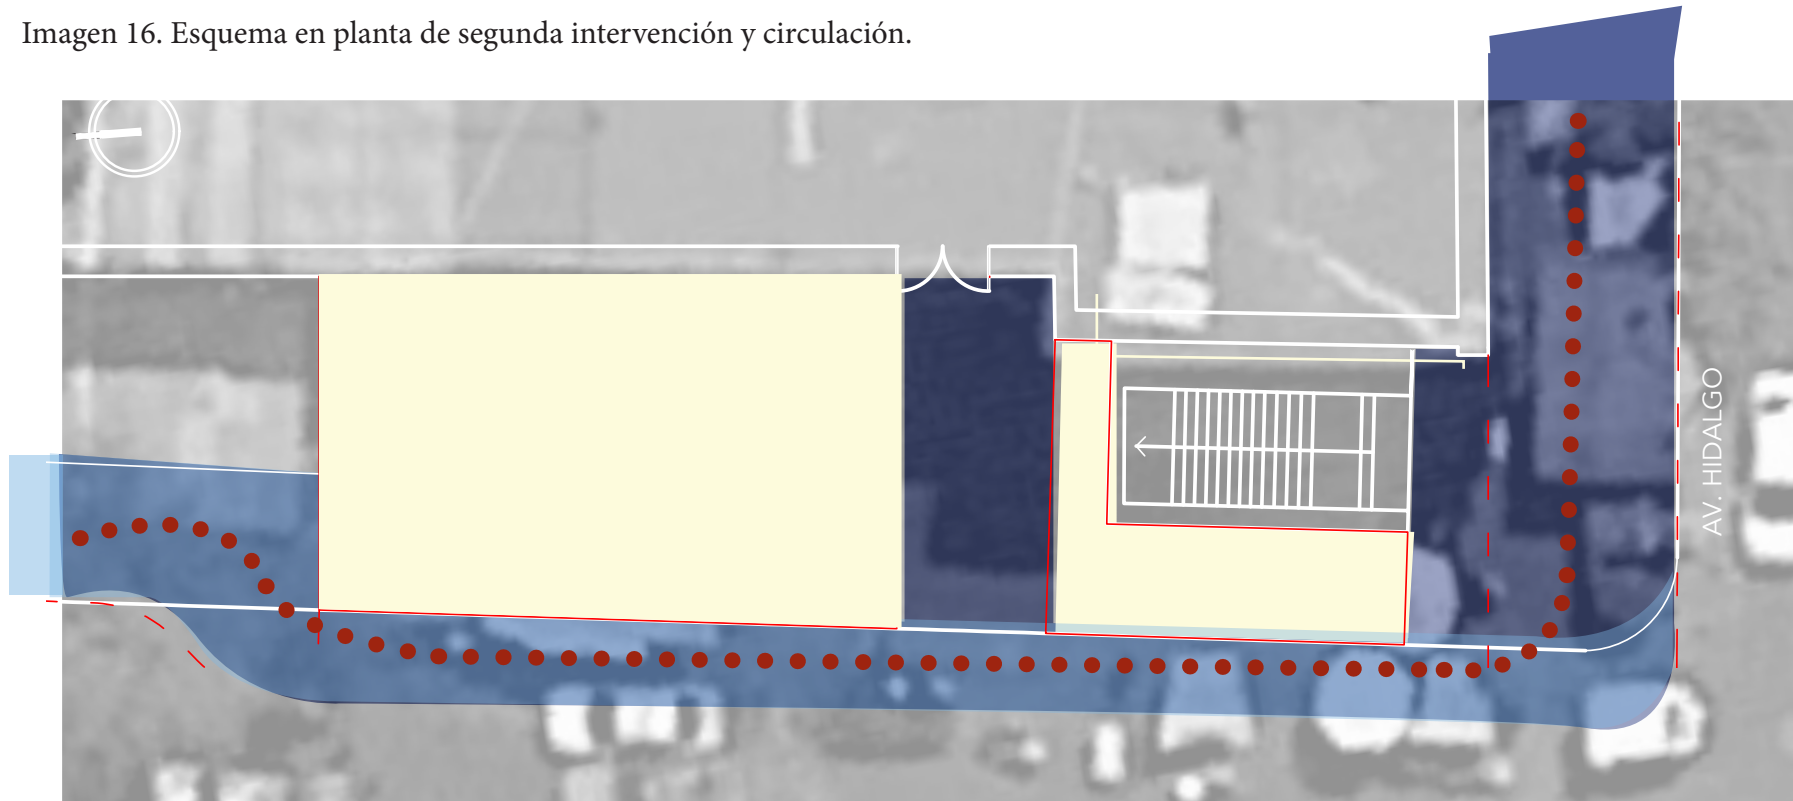 Imagen 16. Esquema en planta de segunda intervención y circulación.
AV. HIDALGO